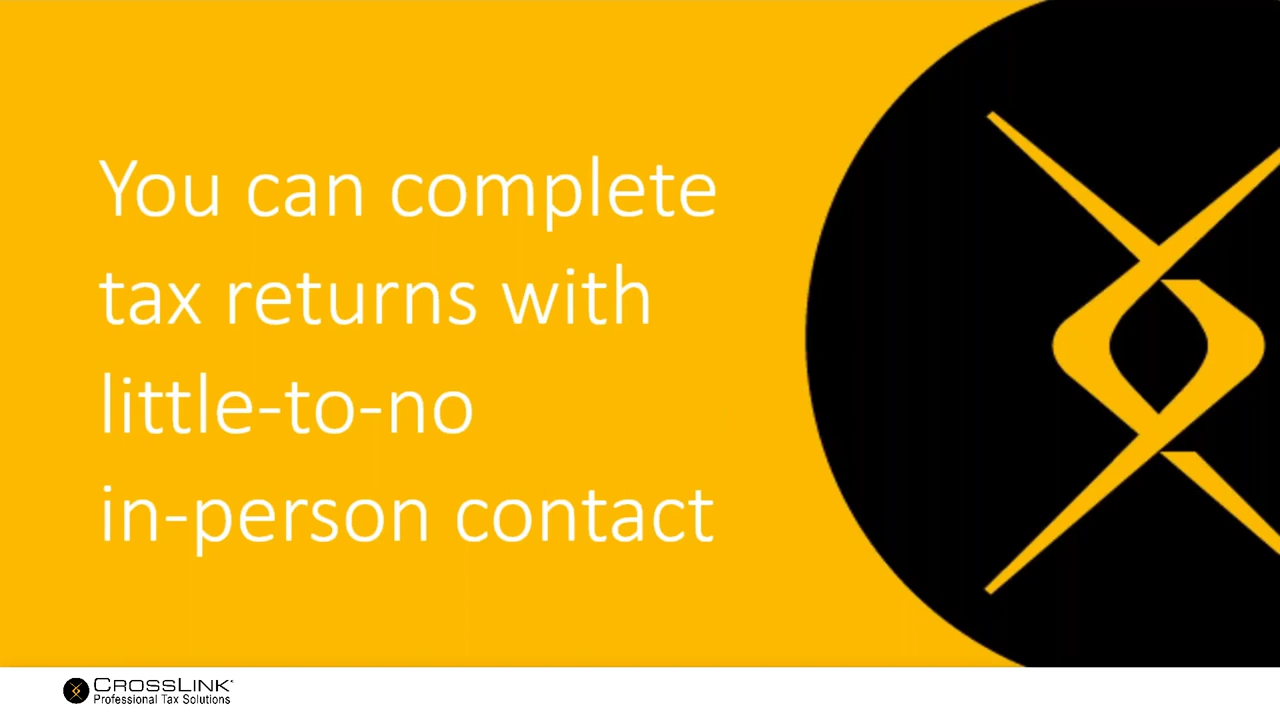 You can complete
tax returns with
little-to-no
in-person contact
CROSSLINK
Professional Tax Solutions